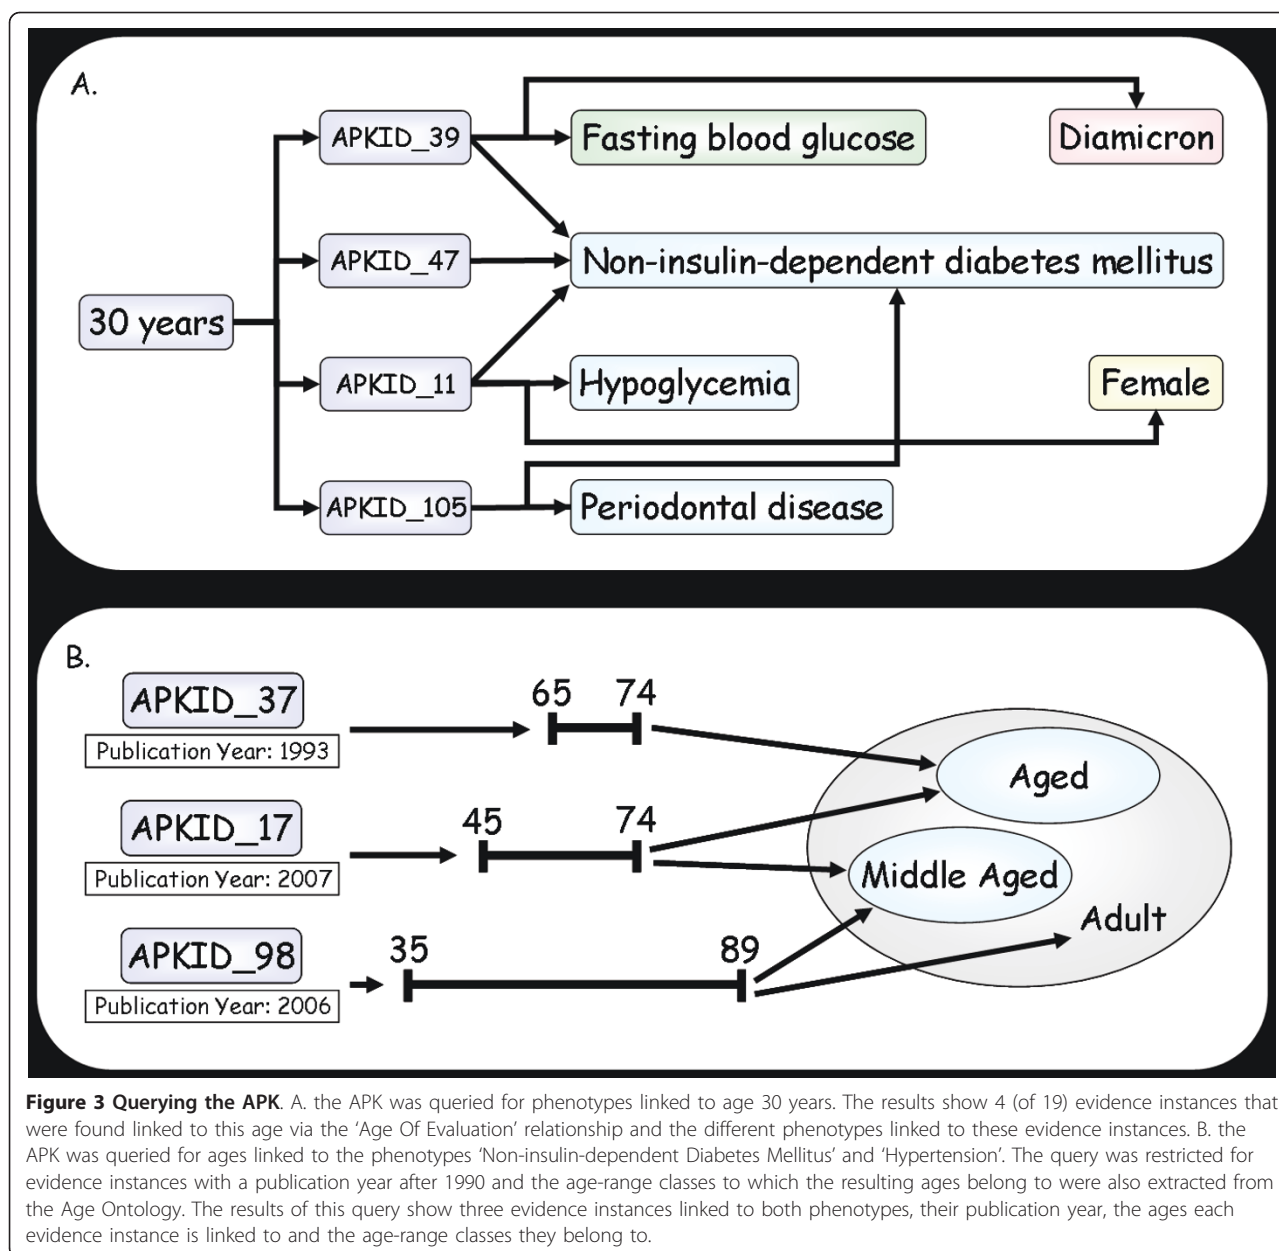 A.
APKID_39
Fasting blood glucose
Diamicron
APKID_47
Non-insulin-dependent diabetes mellitus
30 years
APKID_11
Hypoglycemia
Female
APKID_105
Periodontal disease
B.
APKID_37
Publication Year: 1993
65 74
Aged
APKID_17
Publication Year: 2007
45 74
Middle Aged
Adult
APKID_98
Publication Year: 2006
35 89
Figure 3 Querying the APK. A. the APK was queried for phenotypes linked to age 30 years. The results show 4 (of 19) evidence instances that
were found linked to this age via the ‘Age Of Evaluation’ relationship and the different phenotypes linked to these evidence instances. B. the
APK was queried for ages linked to the phenotypes ‘Non-insulin-dependent Diabetes Mellitus’ and ‘Hypertension’. The query was restricted for
evidence instances with a publication year after 1990 and the age-range classes to which the resulting ages belong to were also extracted from
the Age Ontology. The results of this query show three evidence instances linked to both phenotypes, their publication year, the ages each
evidence instance is linked to and the age-range classes they belong to.